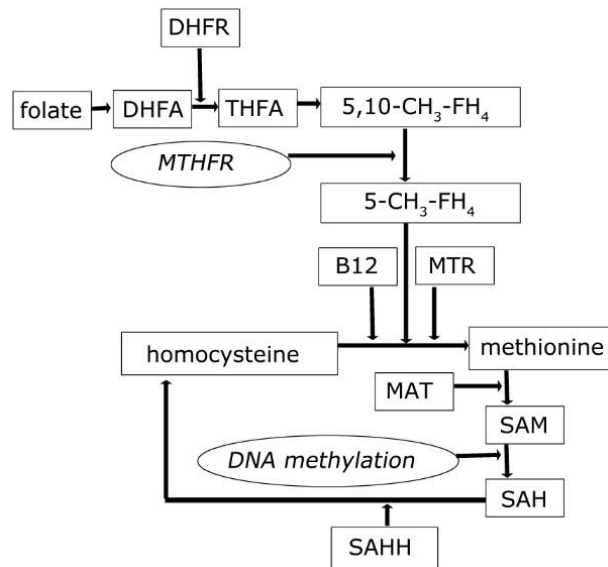 DHFR
folate
DHFA
THFA
5,10-CH₃-FH₄
MTHFR
5-CH₃-FH₄
B12
MTR
homocysteine
methionine
MAT
SAM
DNA methylation
SAH
SAHH